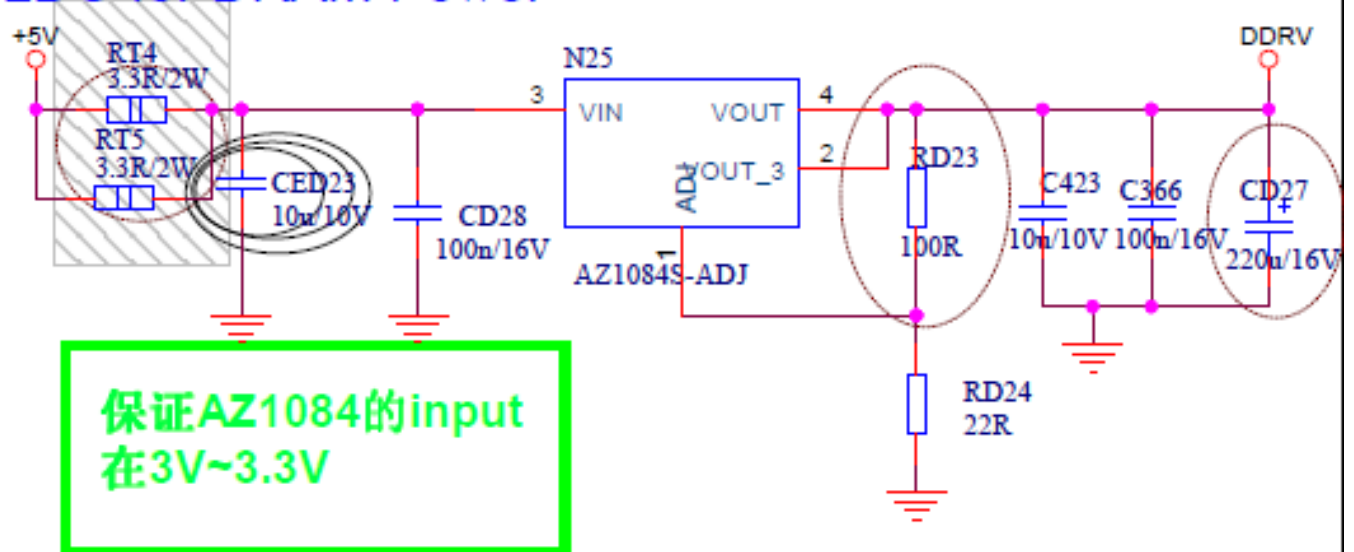 +5V
RT4
3.3R/2W
RT5
3.3R/2W
CED23
10u/10V
CD28
100n/16V
N25
3
VIN
VOUT
4
VOUT_3
2
ADJ
1
AZ1084S-ADJ
RD23
100R
RD24
22R
C423
10u/10V
C366
100n/16V
DDRV
CD27
+
220u/16V
保证AZ1084的input
在3V~3.3V